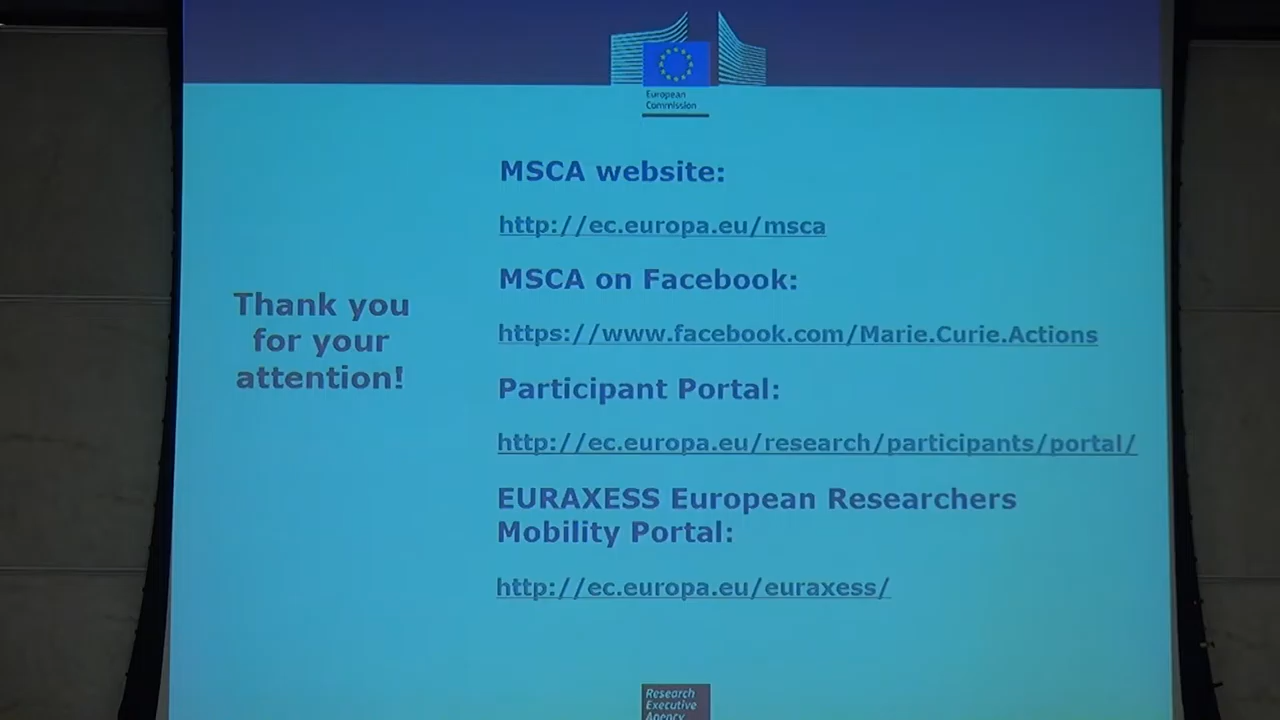 European
Commission
MSCA website:
http://ec.europa.eu/msca
MSCA on Facebook:
https://www.facebook.com/Marie.Curie.Actions
Thank you
for your
attention!
Participant Portal:
http://ec.europa.eu/research/participants/portal/
EURAXESS European Researchers
Mobility Portal:
http://ec.europa.eu/euraxess/
Research
Executive
Agency